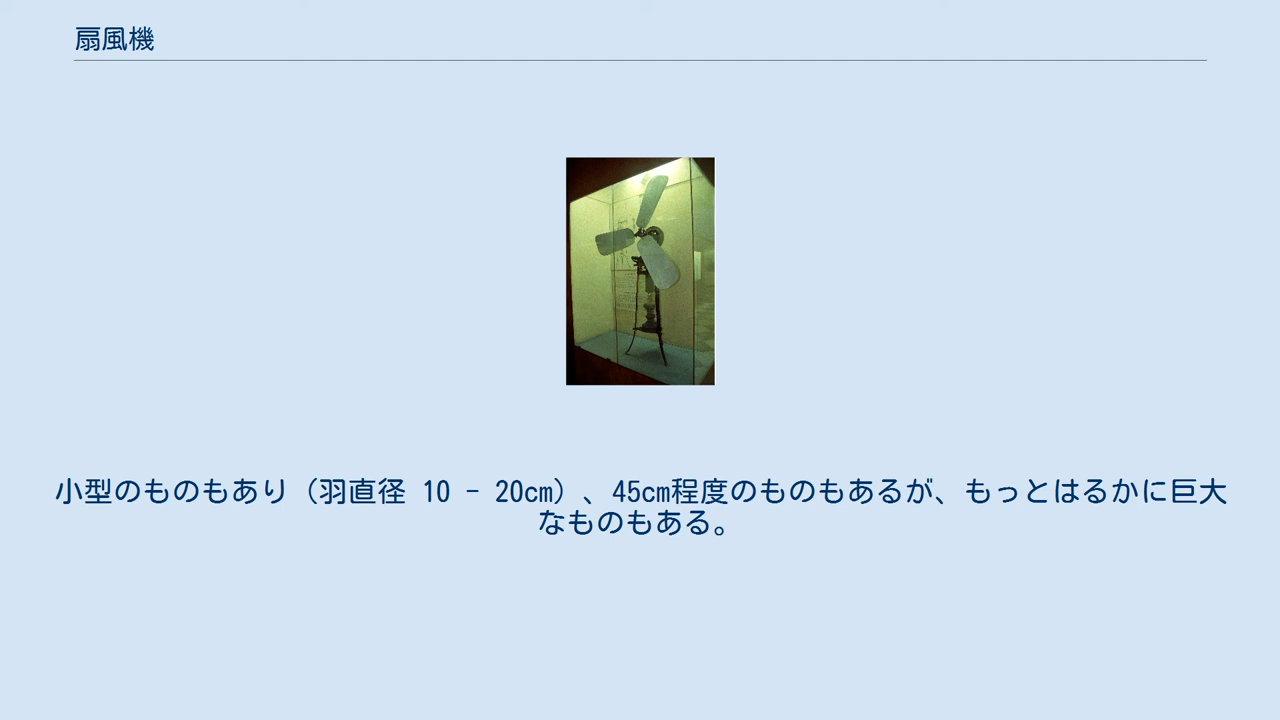 扇風機
小型のものもあり（羽直径 10 - 20cm）、45cm程度のものもあるが、もっとはるかに巨大
なものもある。